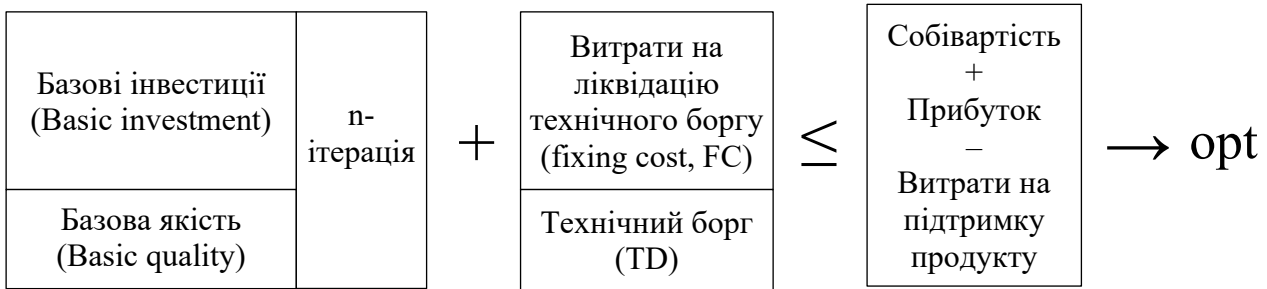 Базові інвестиції
(Basic investment)
Базова якість
(Basic quality)
n-
ітерація
+
Витрати на
ліквідацію
технічного боргу
(fixing cost, FC)
Технічний борг
(TD)
≤
Собівартість
+
Прибуток
–
Витрати на
підтримку
продукту
→ opt